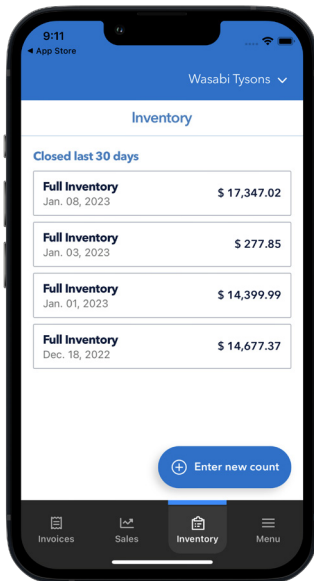 9:11
App Store
Wasabi Tysons
Inventory
Closed last 30 days
Full Inventory
$ 17,347.02
Jan. 08, 2023
Full Inventory
$ 277.85
Jan. 03, 2023
Full Inventory
$ 14,399.99
Jan. 01, 2023
Full Inventory
$ 14,677.37
Dec. 18, 2022
Enter new count
Invoices
Sales
Inventory
Menu